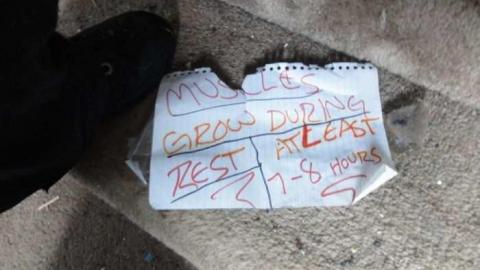 MUSCLES
GROW DURING
REST
AT LEAST
7-8 HOURS